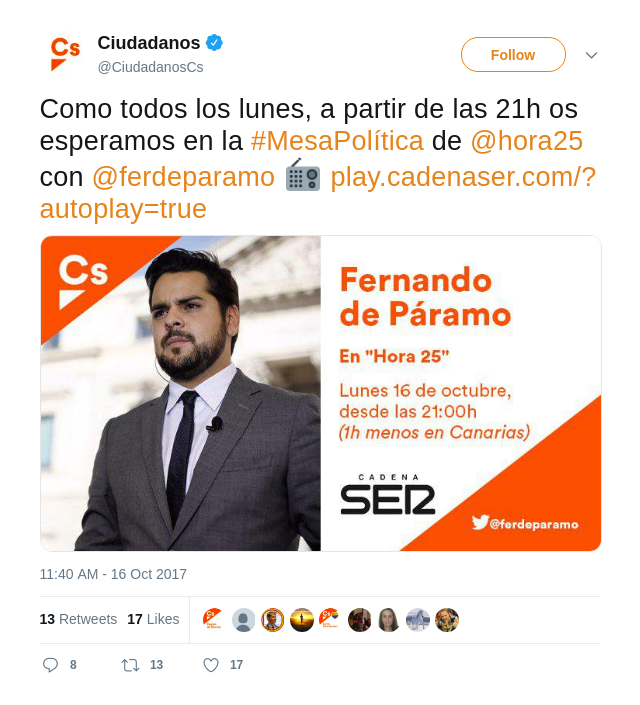 Ciudadanos
@CiudadanosCs
Follow
Como todos los lunes, a partir de las 21h os
esperamos en la #MesaPolítica de @hora25
con @ferdeparamo play.cadenaser.com/?
autoplay=true
Cs
Fernando
de Páramo
En "Hora 25"
Lunes 16 de octubre,
desde las 21:00h
(1h menos en Canarias)
CADENA
SER
@ferdeparamo
11:40 AM - 16 Oct 2017
13 Retweets 17 Likes
8 13 17